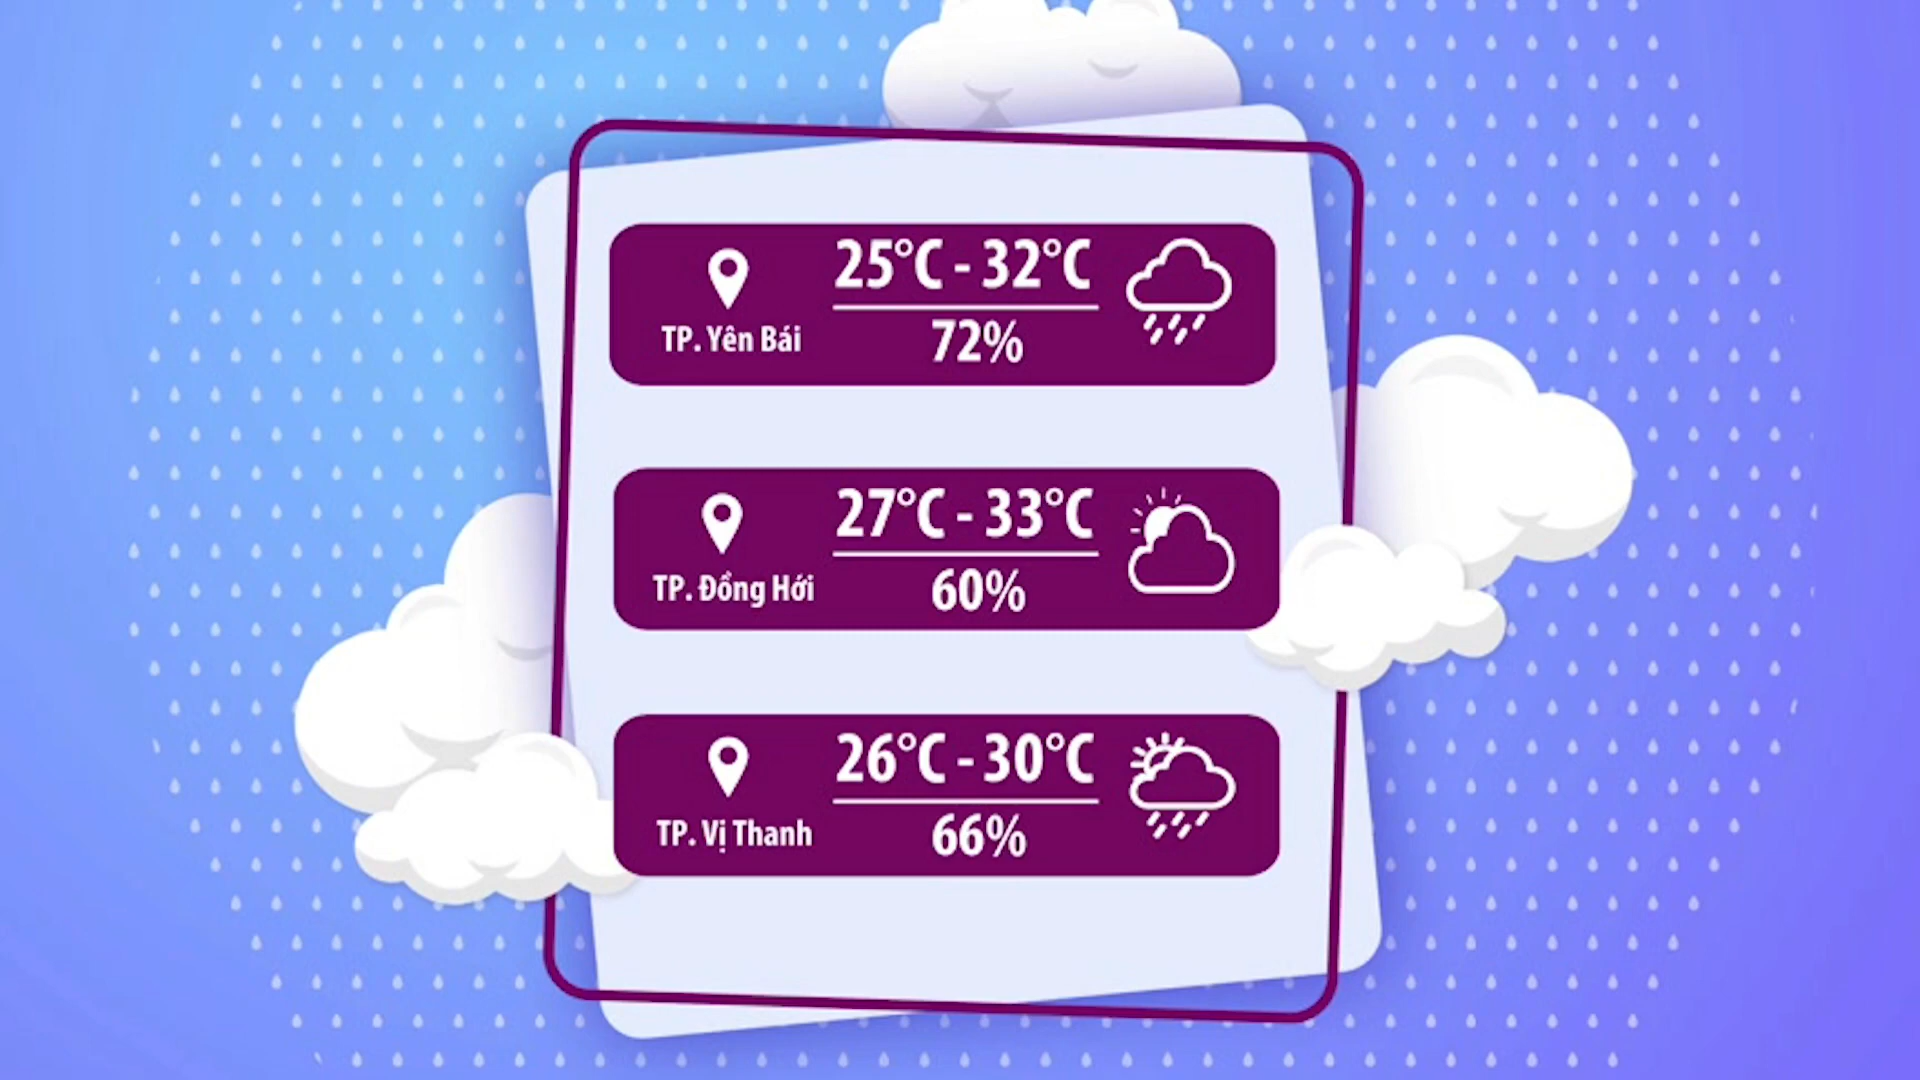 25°C - 32°C
TP. Yên Bái
72%
27°C - 33°C
TP. Đồng Hới
60%
26°C - 30°C
TP. Vị Thanh
66%